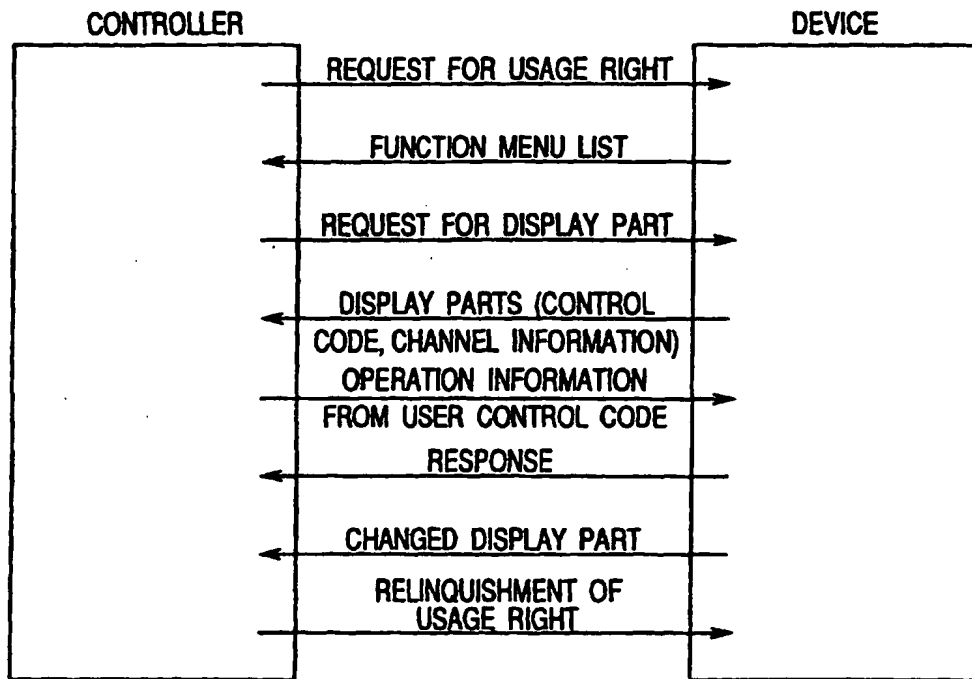 CONTROLLER
DEVICE
REQUEST FOR USAGE RIGHT
FUNCTION MENU LIST
REQUEST FOR DISPLAY PART
DISPLAY PARTS (CONTROL
CODE, CHANNEL INFORMATION)
OPERATION INFORMATION
FROM USER CONTROL CODE
RESPONSE
CHANGED DISPLAY PART
RELINQUISHMENT OF
USAGE RIGHT